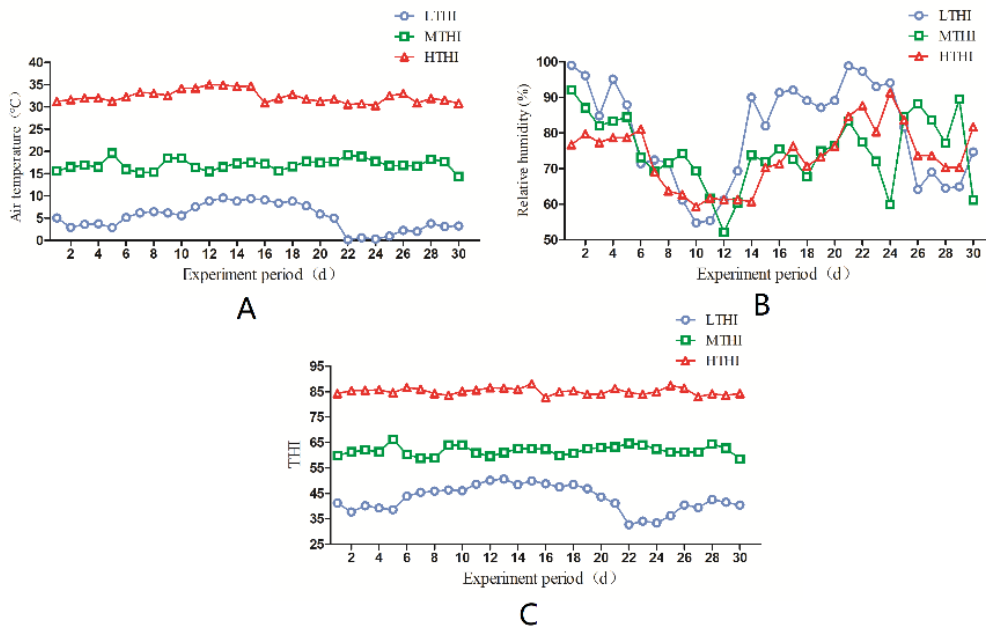 LTHI
MTHI
HTHI
Air temperature (°C)
40
35
30
25
20
15
10
5
0
2 4 6 8 10 12 14 16 18 20 22 24 26 28 30
Experiment period (d)
A
LTHI
MTHI
HTHI
Relative humidity (%)
100
90
80
70
60
50
2 4 6 8 10 12 14 16 18 20 22 24 26 28 30
Experiment period (d)
B
LTHI
MTHI
HTHI
THI
95
85
75
65
55
45
35
25
2 4 6 8 10 12 14 16 18 20 22 24 26 28 30
Experiment period (d)
C